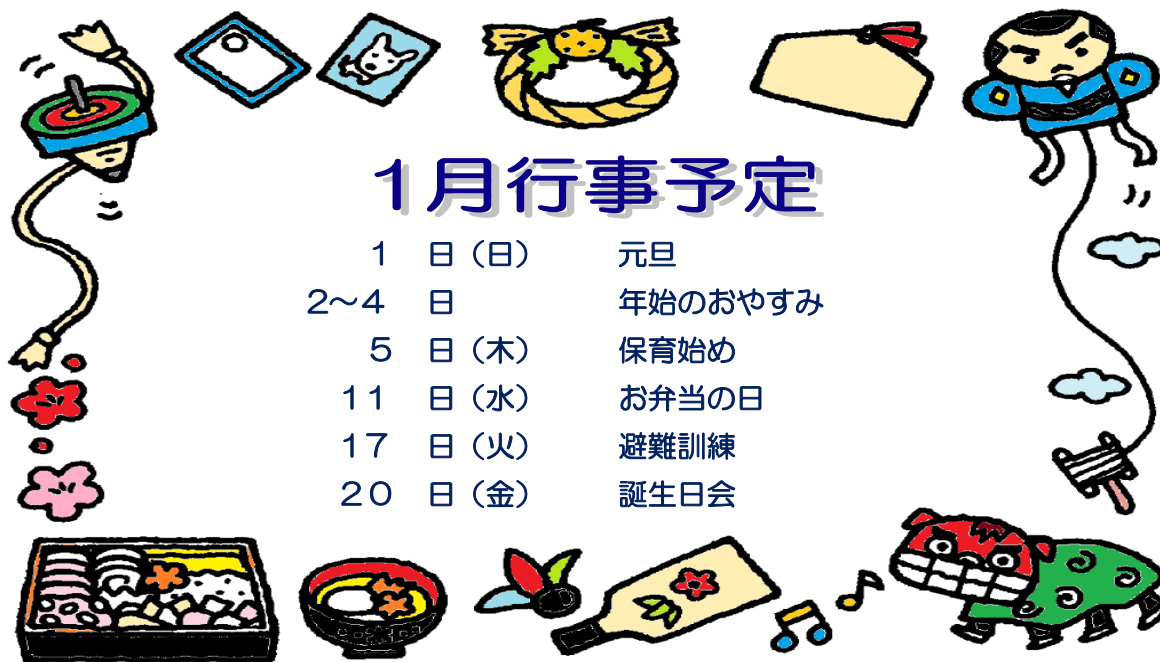 １月行事予定
１　日（日）　元旦
２～４　日　年始のおやすみ
５　日（木）　保育始め
１１　日（水）　お弁当の日
１７　日（火）　避難訓練
２０　日（金）　誕生日会